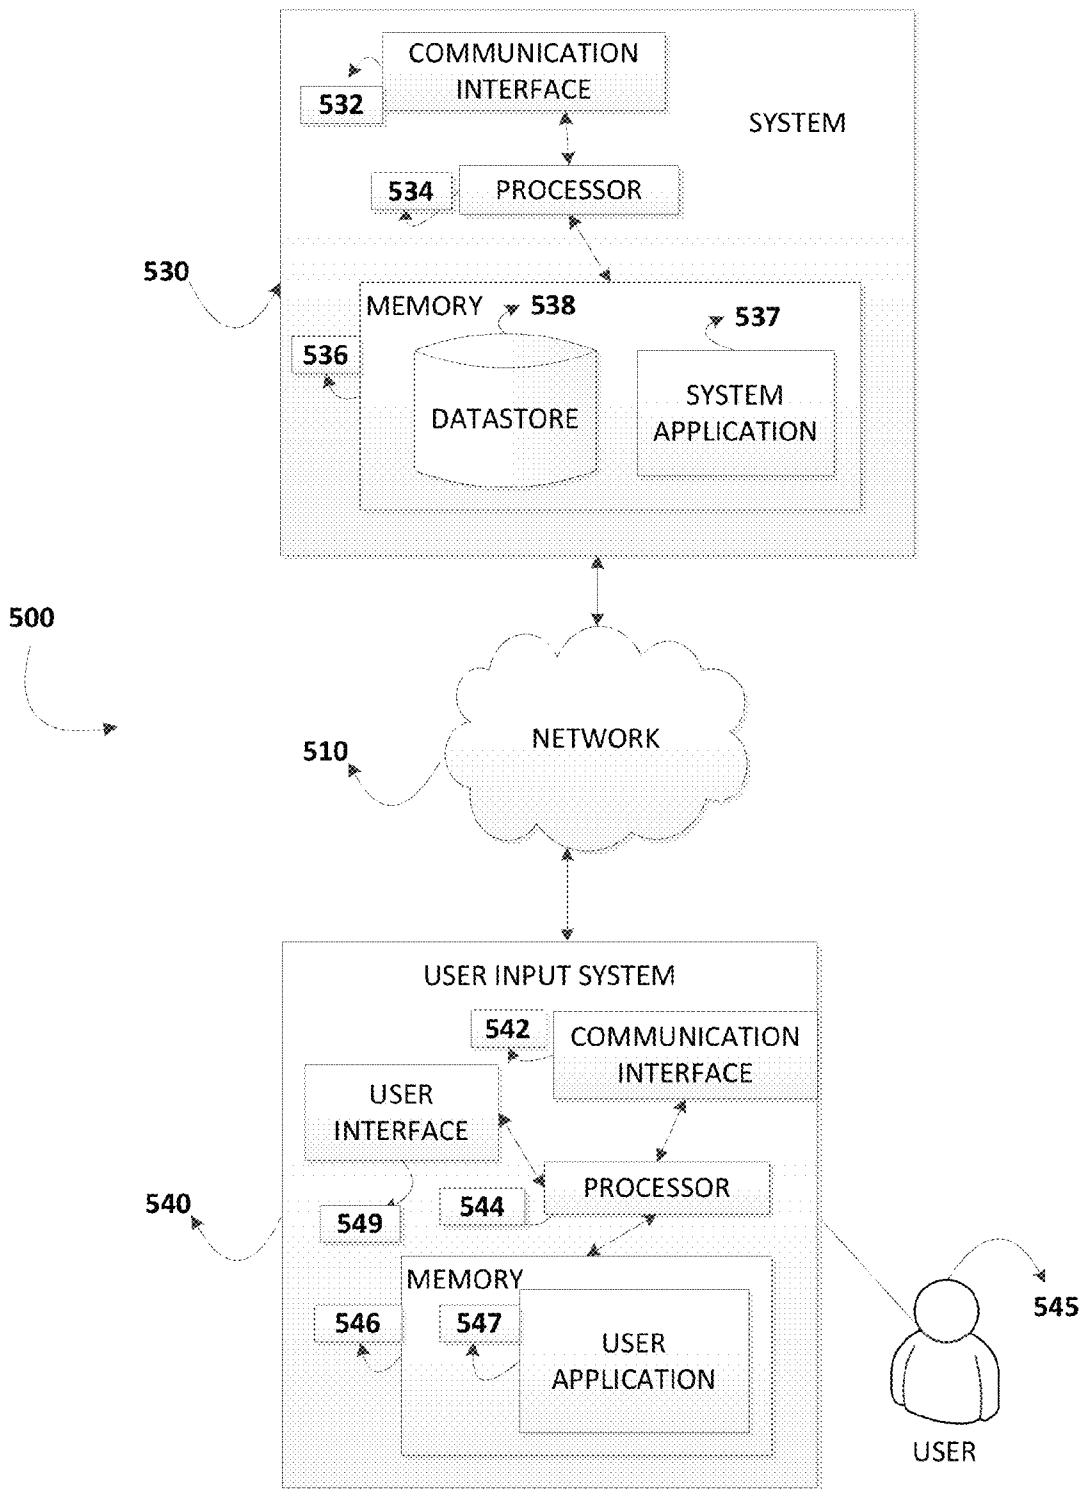 COMMUNICATION
INTERFACE
532
SYSTEM
534
PROCESSOR
530
MEMORY
538
537
536
DATASTORE
SYSTEM
APPLICATION
500
NETWORK
510
USER INPUT SYSTEM
542
COMMUNICATION
INTERFACE
USER
INTERFACE
PROCESSOR
544
540
549
MEMORY
546
547
USER
APPLICATION
545
USER